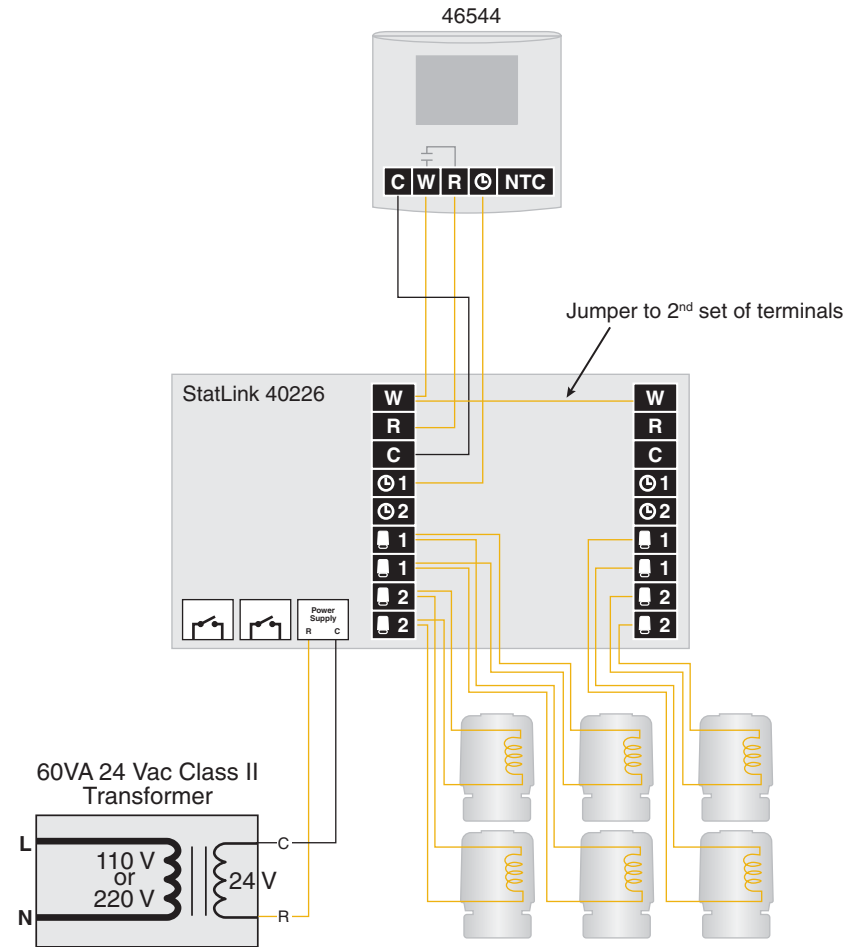 46544
C W R NTC
Jumper to 2nd set of terminals
StatLink 40226
W W
R R
C C
1 1
2 2
1 1
1 1
2 2
2 2
Power
Supply
R C
60VA 24 Vac Class II
Transformer
L
110 V
or
220 V
24 V
C
N
R